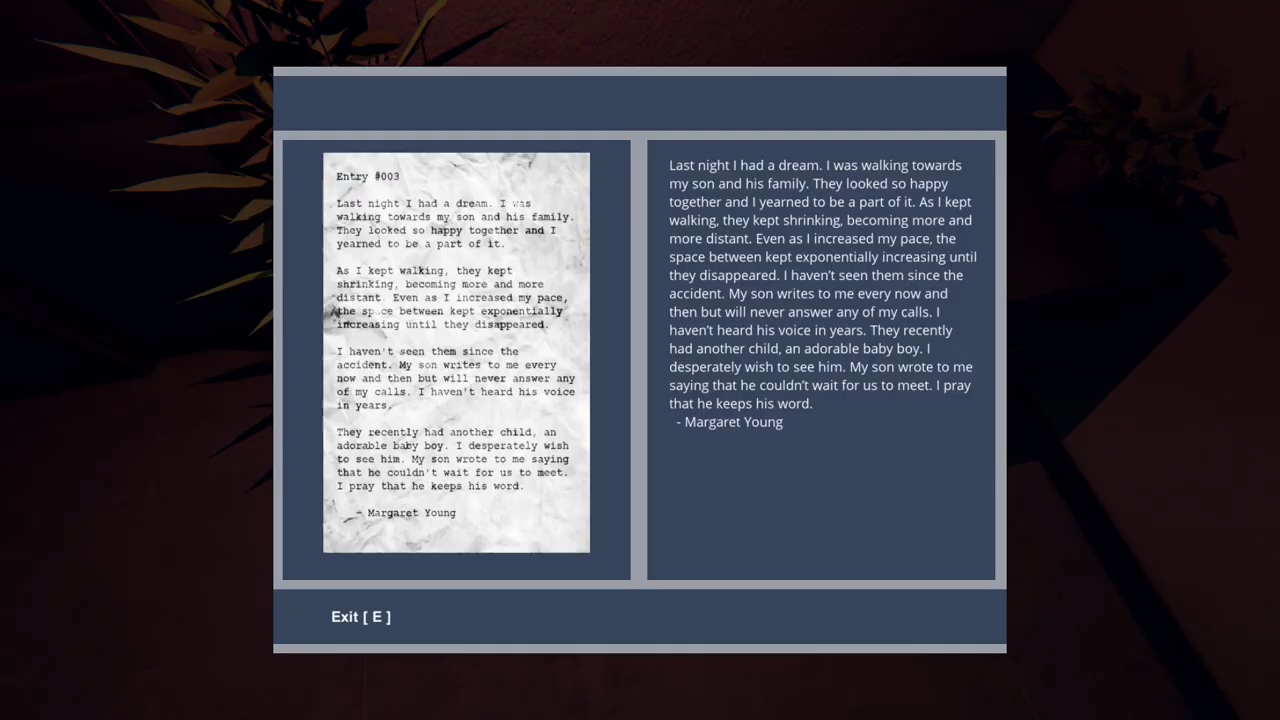 Entry #003
Last night I had a dream. I was
walking towards my son and his family.
They looked so happy together and I
yearned to be a part of it.
As I kept walking, they kept
shrinking, becoming more and more
distant. Even as I increased my pace,
the space between kept exponentially
increasing until they disappeared.
I haven't seen them since the
accident. My son writes to me every
now and then but will never answer any
of my calls. I haven't heard his voice
in years.
They recently had another child, an
adorable baby boy. I desperately wish
to see him. My son wrote to me saying
that he couldn't wait for us to meet.
I pray that he keeps his word.
- Margaret Young
Last night I had a dream. I was walking towards
my son and his family. They looked so happy
together and I yearned to be a part of it. As I kept
walking, they kept shrinking, becoming more and
more distant. Even as I increased my pace, the
space between kept exponentially increasing until
they disappeared. I haven't seen them since the
accident. My son writes to me every now and
then but will never answer any of my calls. I
haven't heard his voice in years. They recently
had another child, an adorable baby boy. I
desperately wish to see him. My son wrote to me
saying that he couldn't wait for us to meet. I pray
that he keeps his word.
- Margaret Young
Exit [ E ]